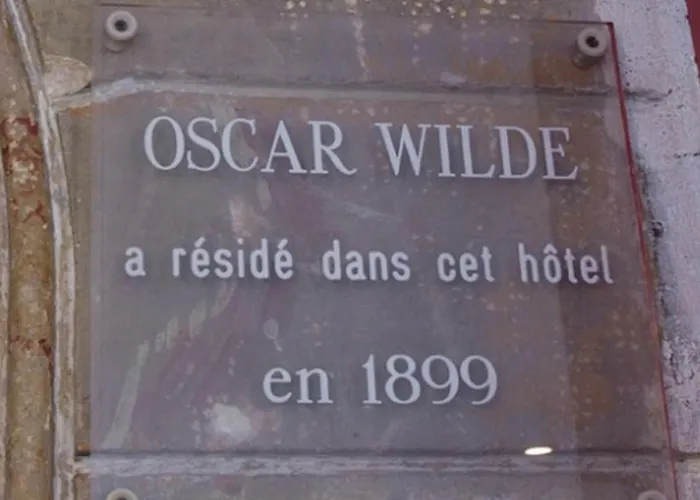 OSCAR WILDE
a résidé dans cet hôtel
en 1899